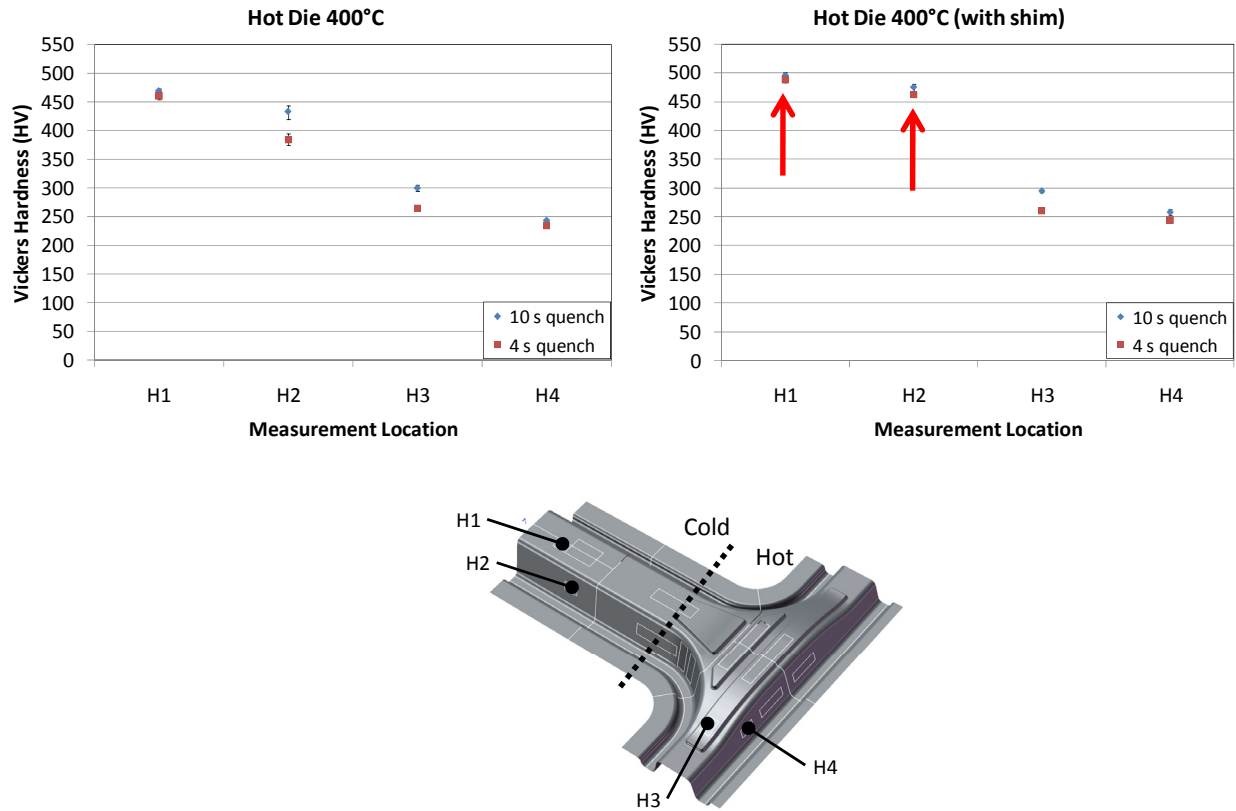 Hot Die 400°C
Vickers Hardness (HV)
550
500
450
400
350
300
250
200
150
100
50
0
10 s quench
4 s quench
H1 H2 H3 H4
Measurement Location
Hot Die 400°C (with shim)
Vickers Hardness (HV)
550
500
450
400
350
300
250
200
150
100
50
0
10 s quench
4 s quench
H1 H2 H3 H4
Measurement Location
H1
H2
Cold
Hot
H3
H4